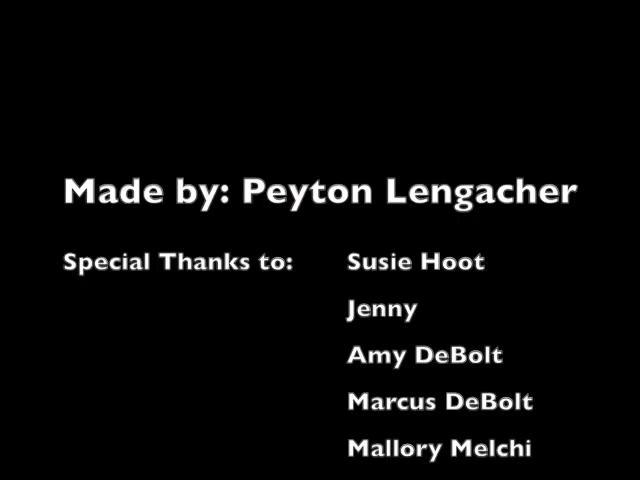 Made by: Peyton Lengacher
Special Thanks to: Susie Hoot
Jenny
Amy DeBolt
Marcus DeBolt
Mallory Melchi